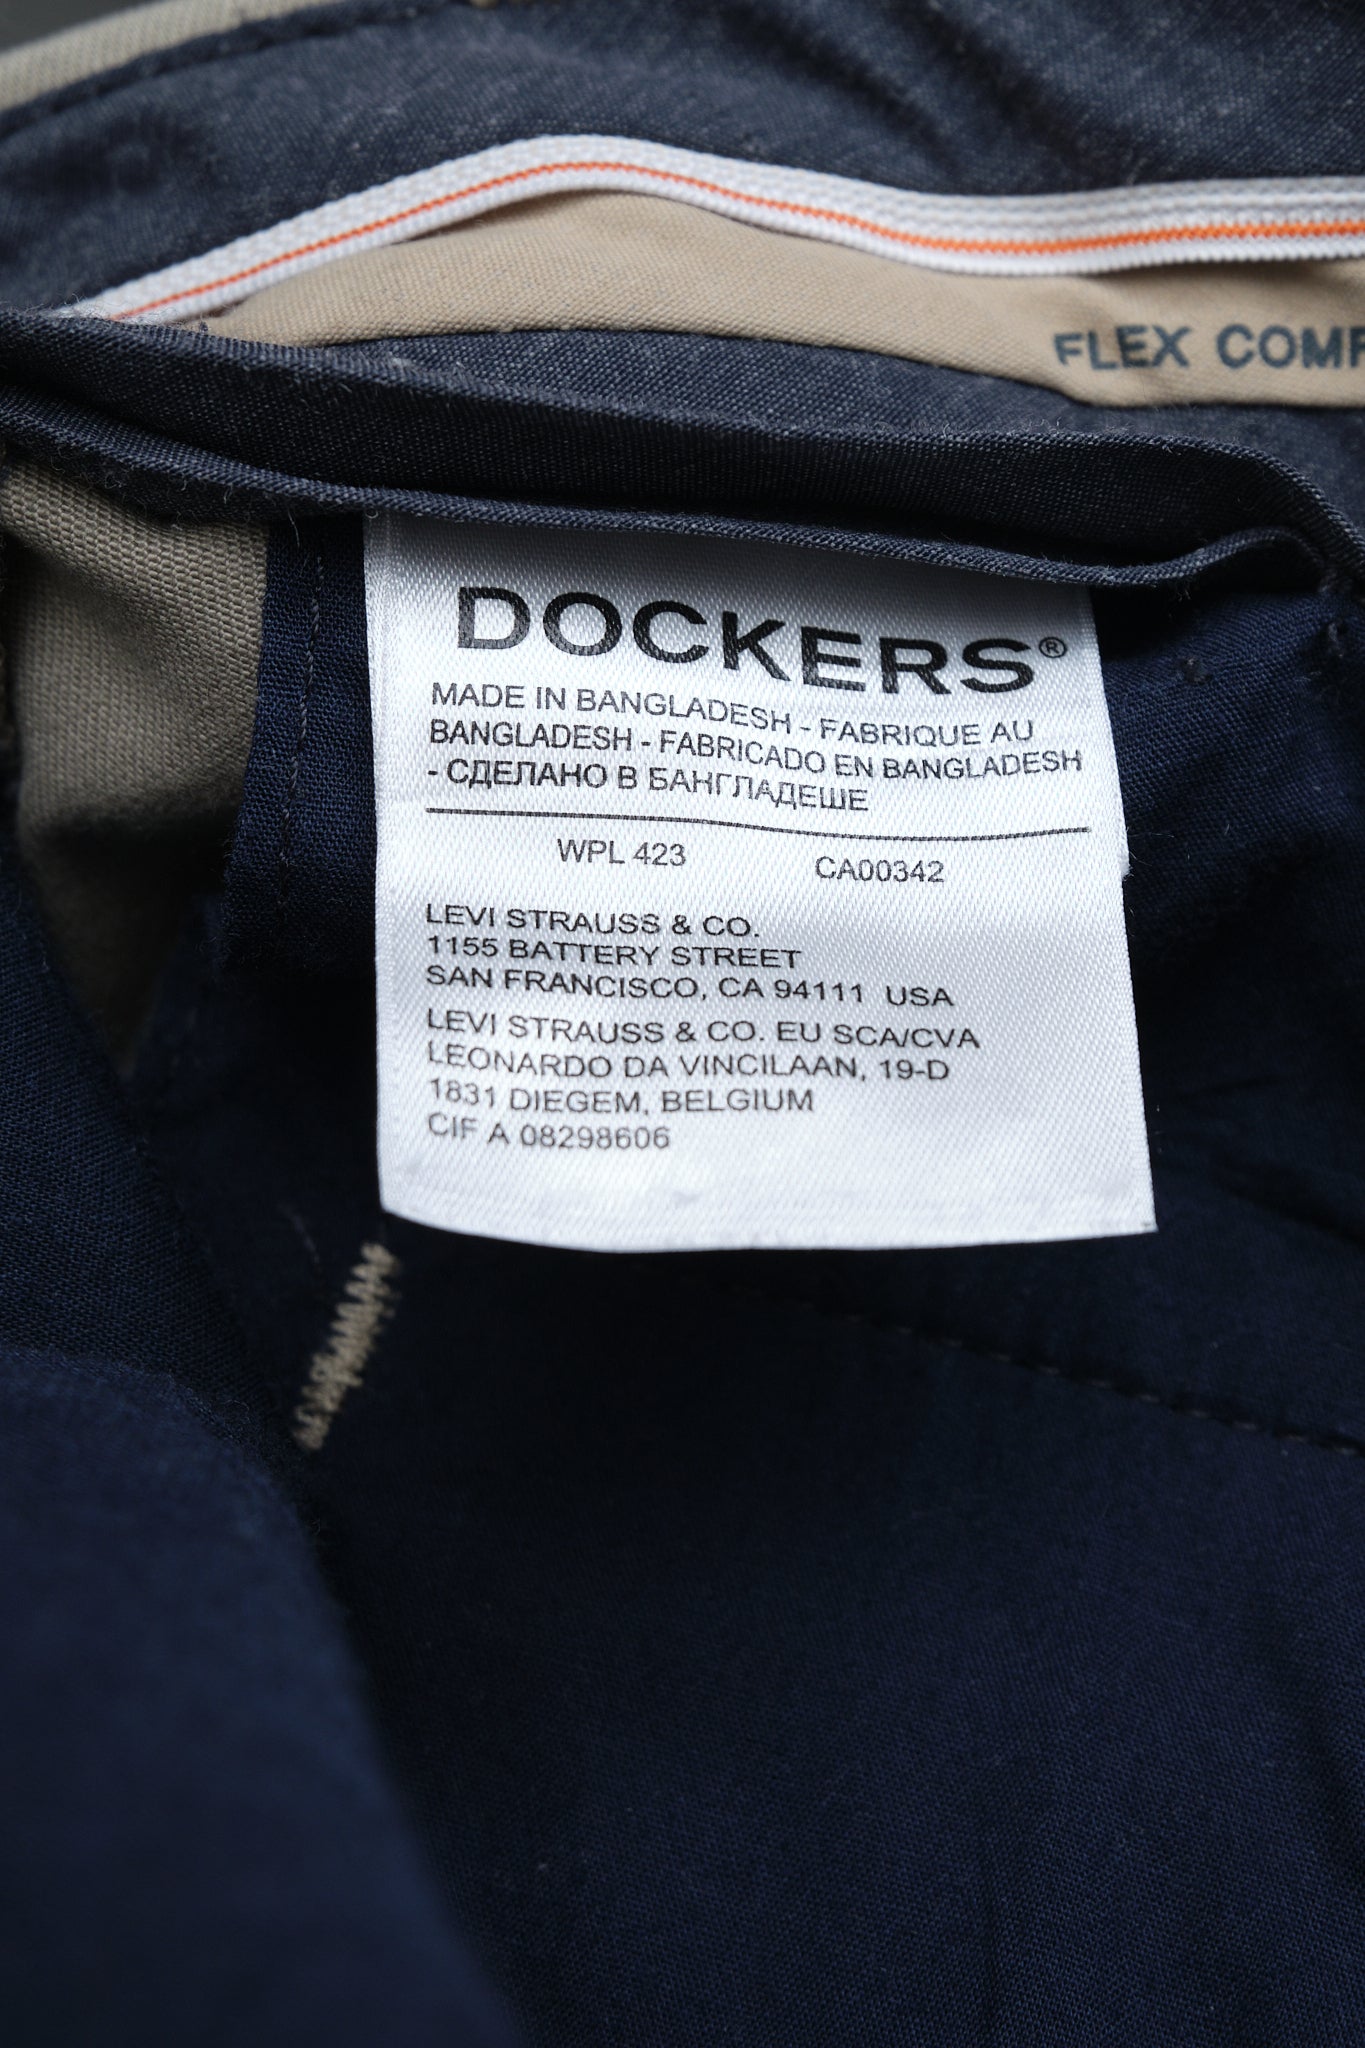 FLEX COMF
DOCKERS®
MADE IN BANGLADESH - FABRIQUE AU
BANGLADESH - FABRICADO EN BANGLADESH
- СДЕЛАНО В БАНГЛАДЕШЕ
WPL 423 CA00342
LEVI STRAUSS & CO.
1155 BATTERY STREET
SAN FRANCISCO, CA 94111 USA
LEVI STRAUSS & CO. EU SCA/CVA
LEONARDO DA VINCILAAN, 19-D
1831 DIEGEM, BELGIUM
CIF A 08298606